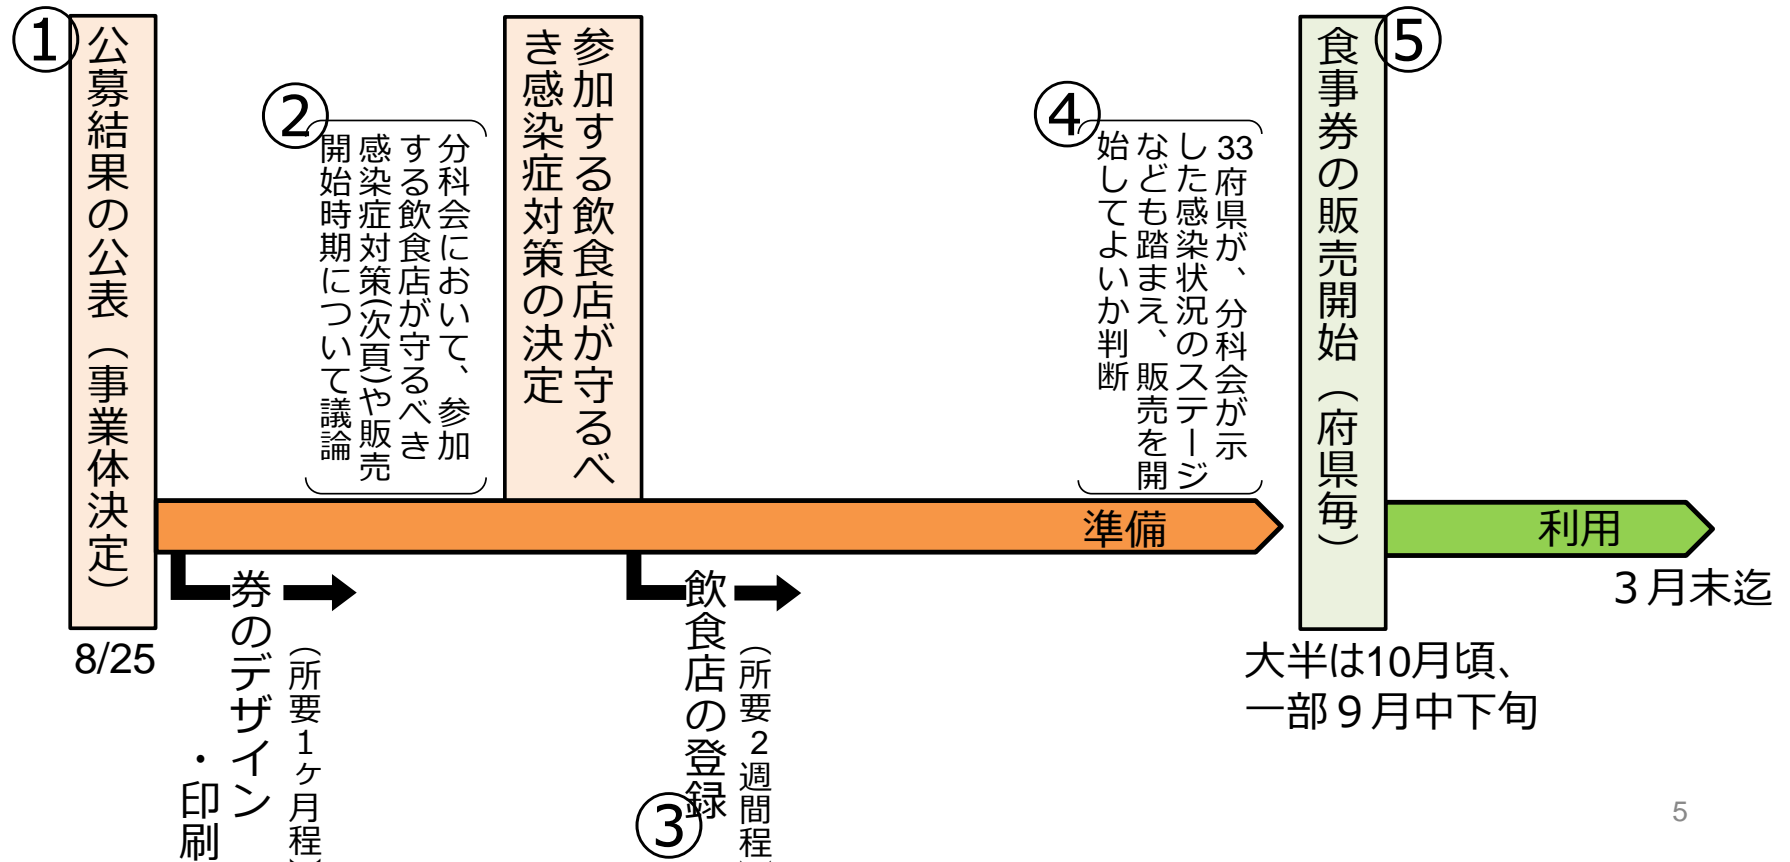 ①
公募結果の公表（事業体決定）
8/25
②
分科会において、参加
する飲食店が守るべき
感染症対策(次頁)や販売
開始時期について議論
参加する飲食店が守るべ
き感染症対策の決定
準備
券のデザイン
・印刷
（所要1ヶ月程
③
飲食店の登録
（所要2週間程
④
33府県が、分科会が示
した感染状況のステージ
なども踏まえ、販売を開
始してよいか判断
⑤
食事券の販売開始（府県毎）
大半は10月頃、
一部９月中下旬
利用
３月末迄
5